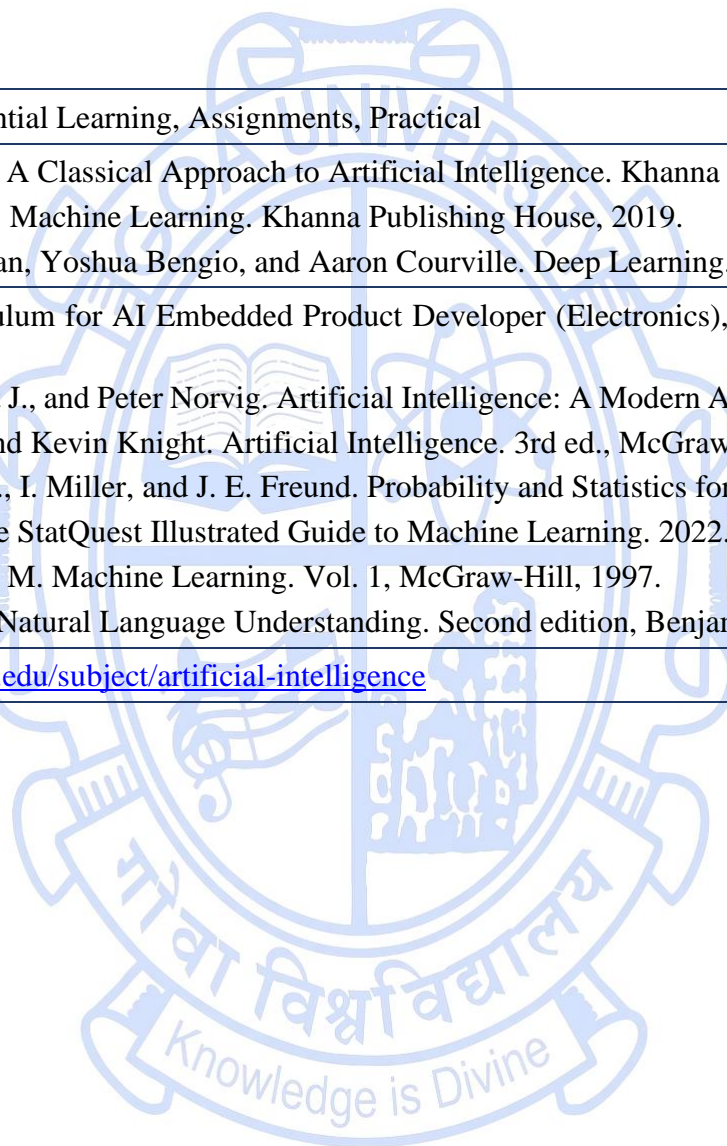 ntial Learning, Assignments, Practical
A Classical Approach to Artificial Intelligence. Khanna
Machine Learning. Khanna Publishing House, 2019.
an, Yoshua Bengio, and Aaron Courville. Deep Learning.
ulum for AI Embedded Product Developer (Electronics),
J., and Peter Norvig. Artificial Intelligence: A Modern A
nd Kevin Knight. Artificial Intelligence. 3rd ed., McGraw
., I. Miller, and J. E. Freund. Probability and Statistics for
e StatQuest Illustrated Guide to Machine Learning. 2022.
M. Machine Learning. Vol. 1, McGraw-Hill, 1997.
Natural Language Understanding. Second edition, Benjan
.edu/subject/artificial-intelligence
GOA UNIVERSITY
गोंवा विश्वविद्यालय
Knowledge is Divine